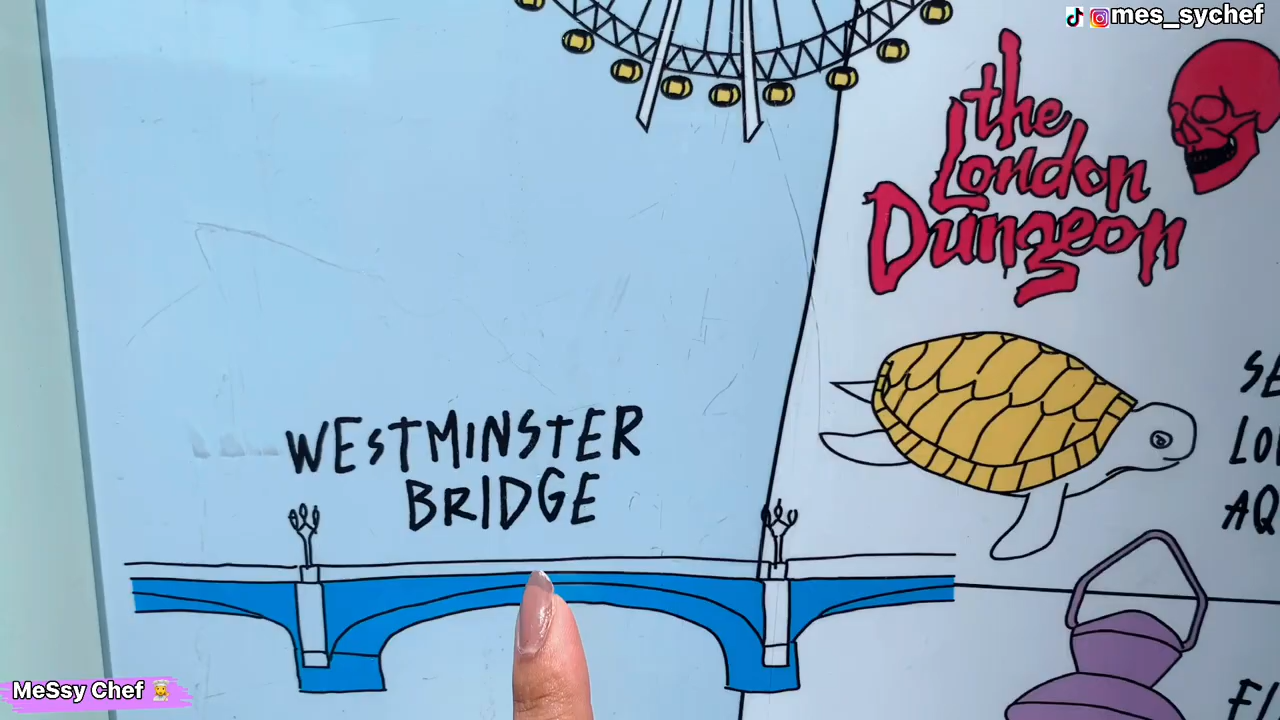 mes_sychef
the
London
Dungeon
WESTMINSTER
BRIDGE
MeSsy Chef